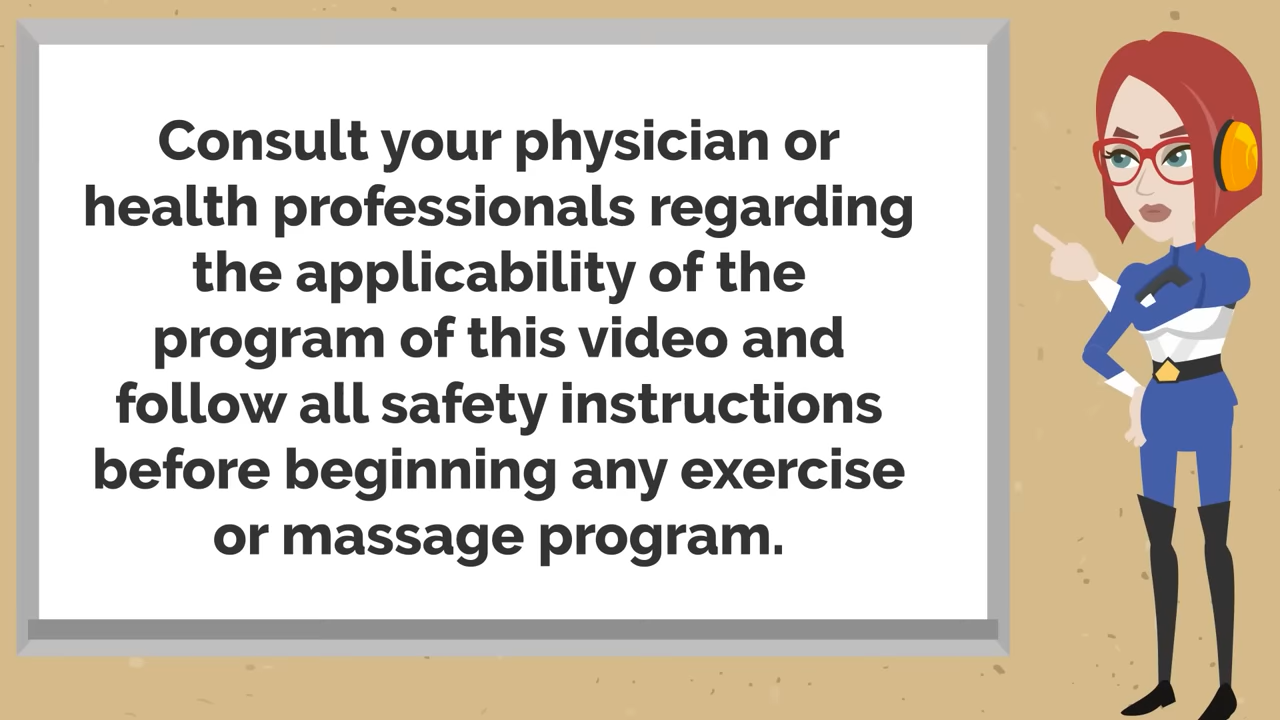 Consult your physician or
health professionals regarding
the applicability of the
program of this video and
follow all safety instructions
before beginning any exercise
or massage program.